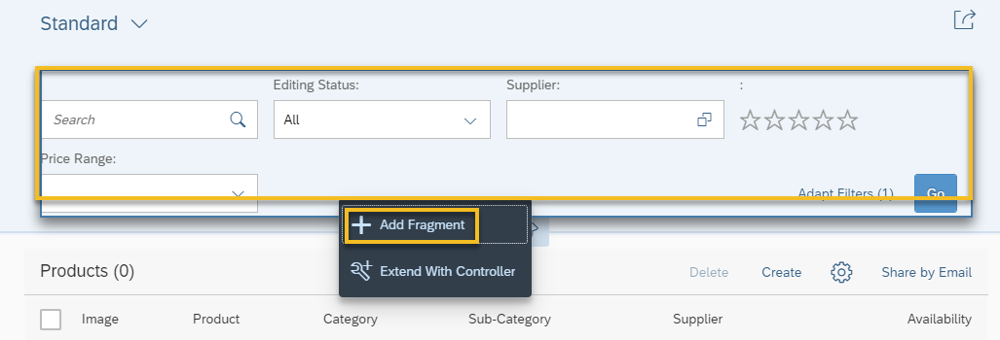 Standard
Editing Status:
Supplier:
:
Search
All
Price Range:
Adapt Filters (1)
Go
Add Fragment
Extend With Controller
Products (0)
Delete
Create
Share by Email
Image
Product
Category
Sub-Category
Supplier
Availability